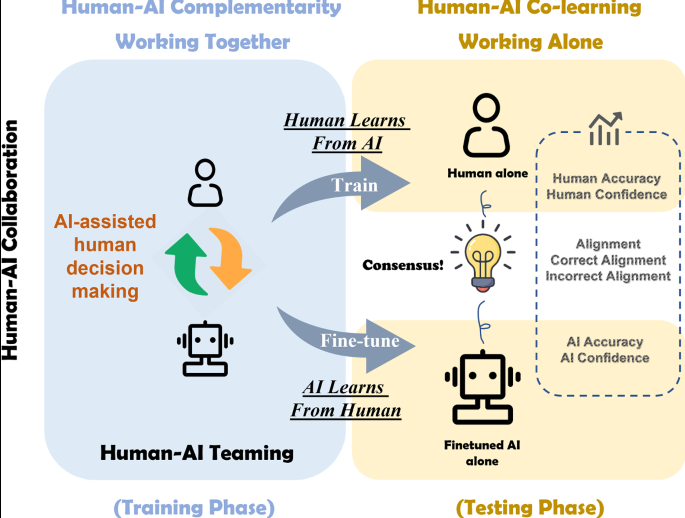 Human-AI Complementarity
Working Together
Human-AI Co-learning
Working Alone
Human-AI Collaboration
AI-assisted
human
decision
making
Human-AI Teaming
(Training Phase)
Human Learns
From AI
Train
Fine-tune
AI Learns
From Human
Human alone
Consensus!
Finetuned AI
alone
Human Accuracy
Human Confidence
Alignment
Correct Alignment
Incorrect Alignment
AI Accuracy
AI Confidence
(Testing Phase)